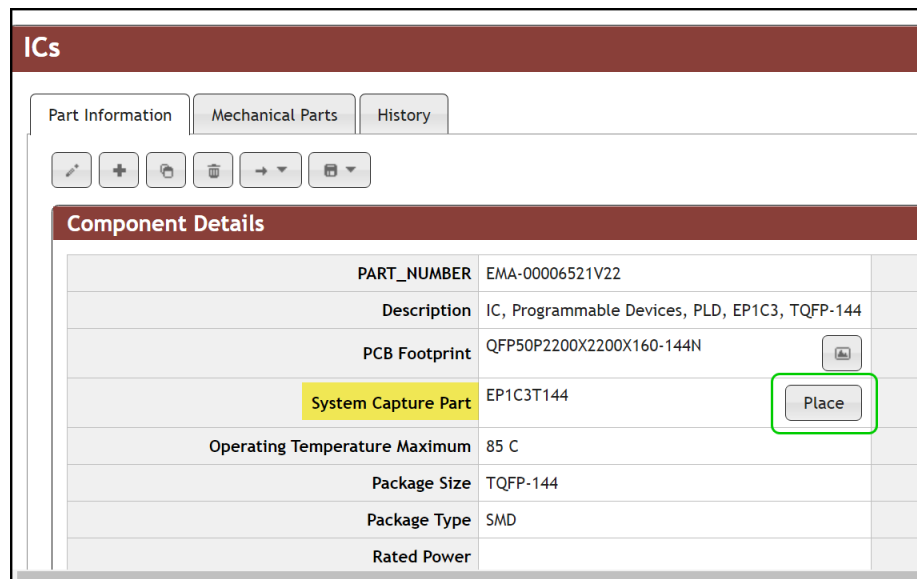 ICs
Part Information Mechanical Parts History
Component Details
PART_NUMBER EMA-00006521V22
Description IC, Programmable Devices, PLD, EP1C3, TQFP-144
PCB Footprint QFP50P2200X2200X160-144N
System Capture Part EP1C3T144 Place
Operating Temperature Maximum 85 C
Package Size TQFP-144
Package Type SMD
Rated Power